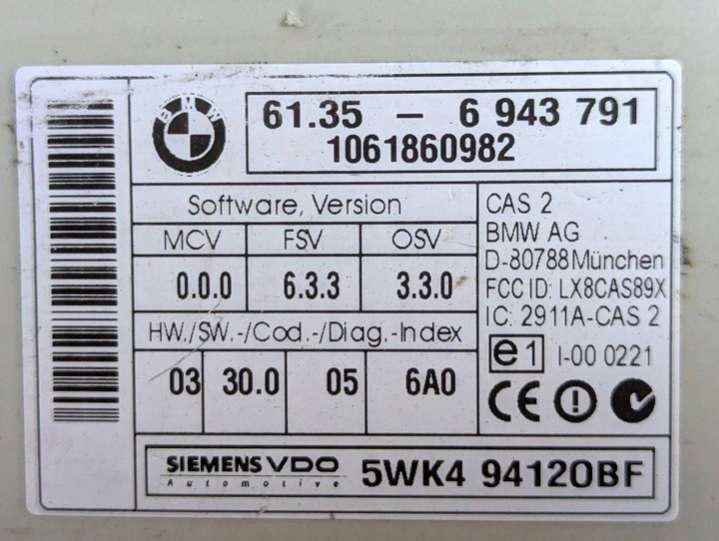 BMW
61.35 – 6 943 791
1061860982
Software, Version
MCV FSV OSV
0.0.0 6.3.3 3.3.0
HW./SW.-/Cod.-/Diag.-Index
03 30.0 05 6A0
CAS 2
BMW AG
D-80788 München
FCC ID: LX8CAS89X
IC: 2911A-CAS 2
e1 I-00 0221
CE
SIEMENS VDO
Automotive
5WK4 94120BF